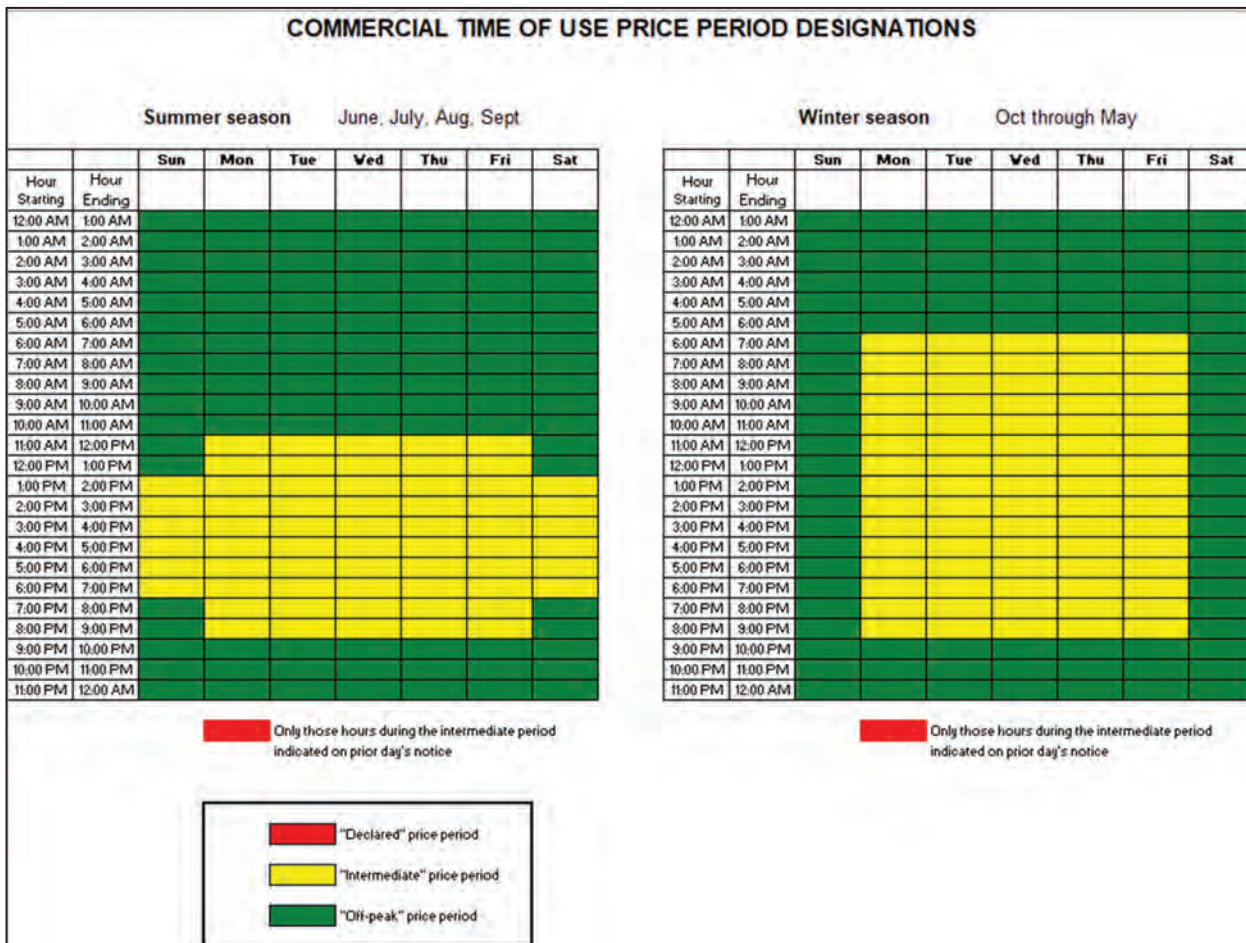 COMMERCIAL TIME OF USE PRICE PERIOD DESIGNATIONS
Summer season June, July, Aug, Sept
Sun Mon Tue Wed Thu Fri Sat
Hour Starting Hour Ending
12:00 AM 1:00 AM
1:00 AM 2:00 AM
2:00 AM 3:00 AM
3:00 AM 4:00 AM
4:00 AM 5:00 AM
5:00 AM 6:00 AM
6:00 AM 7:00 AM
7:00 AM 8:00 AM
8:00 AM 9:00 AM
9:00 AM 10:00 AM
10:00 AM 11:00 AM
11:00 AM 12:00 PM
12:00 PM 1:00 PM
1:00 PM 2:00 PM
2:00 PM 3:00 PM
3:00 PM 4:00 PM
4:00 PM 5:00 PM
5:00 PM 6:00 PM
6:00 PM 7:00 PM
7:00 PM 8:00 PM
8:00 PM 9:00 PM
9:00 PM 10:00 PM
10:00 PM 11:00 PM
11:00 PM 12:00 AM
Only those hours during the intermediate period
indicated on prior day's notice
Winter season Oct through May
Sun Mon Tue Wed Thu Fri Sat
Hour Starting Hour Ending
12:00 AM 1:00 AM
1:00 AM 2:00 AM
2:00 AM 3:00 AM
3:00 AM 4:00 AM
4:00 AM 5:00 AM
5:00 AM 6:00 AM
6:00 AM 7:00 AM
7:00 AM 8:00 AM
8:00 AM 9:00 AM
9:00 AM 10:00 AM
10:00 AM 11:00 AM
11:00 AM 12:00 PM
12:00 PM 1:00 PM
1:00 PM 2:00 PM
2:00 PM 3:00 PM
3:00 PM 4:00 PM
4:00 PM 5:00 PM
5:00 PM 6:00 PM
6:00 PM 7:00 PM
7:00 PM 8:00 PM
8:00 PM 9:00 PM
9:00 PM 10:00 PM
10:00 PM 11:00 PM
11:00 PM 12:00 AM
Only those hours during the intermediate period
indicated on prior day's notice
"Declared" price period
"Intermediate" price period
"Off-peak" price period